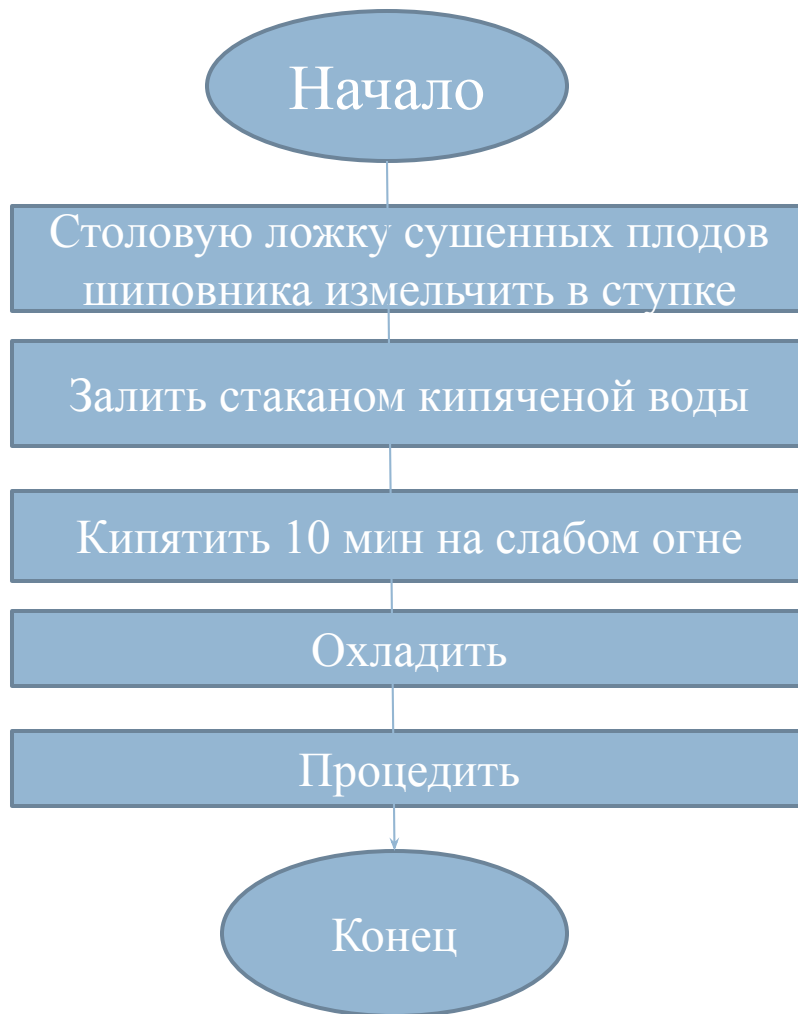 Начало
Столовую ложку сушенных плодов
шиповника измельчить в ступке
Залить стаканом кипяченой воды
Кипятить 10 мин на слабом огне
Охладить
Процедить
Конец